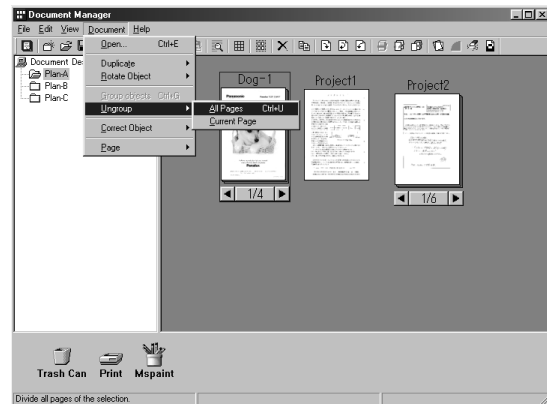 Document Manager
File Edit View Document Help
Document Des
Plan-A
Plan-B
Plan-C
Open... Ctrl+E
Duplicate
Rotate Object
Group objects Ctrl+G
Ungroup
Correct Object
Page
All Pages Ctrl+U
Current Page
Dog-1
Project1
Project2
Panasonic
1/4
1/6
Trash Can Print Mspaint
Divide all pages of the selection.